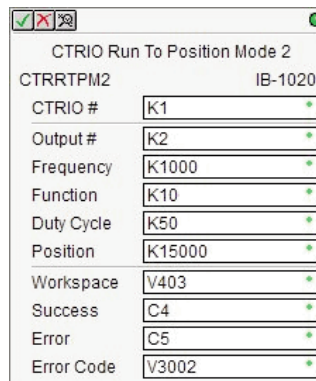 CTRIO Run To Position Mode 2
CTRRTPM2 IB-1020
CTRIO # K1
Output # K2
Frequency K1000
Function K10
Duty Cycle K50
Position K15000
Workspace V403
Success C4
Error C5
Error Code V3002